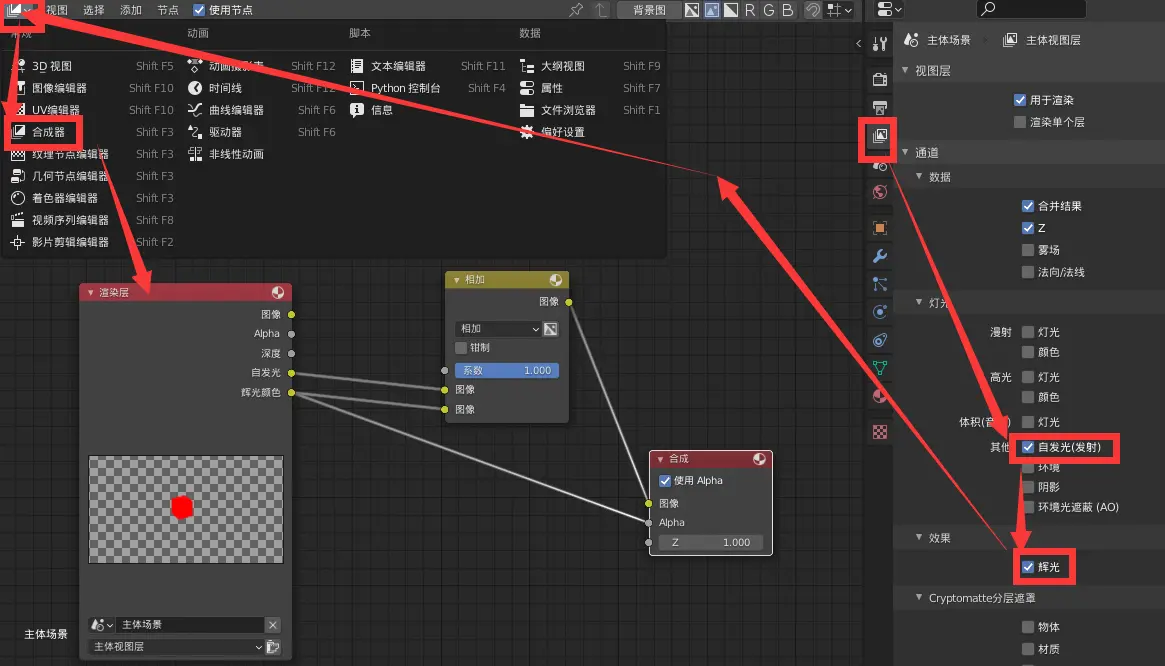 视图 选择 添加 节点 使用节点 背景图 R G B
常规 动画 脚本 数据
3D 视图 Shift F5
图像编辑器 Shift F10
UV编辑器 Shift F10
合成器 Shift F3
纹理节点编辑器 Shift F3
几何节点编辑器 Shift F3
着色器编辑器 Shift F3
视频序列编辑器 Shift F8
影片剪辑编辑器 Shift F2
动画摄影表 Shift F12
时间线 Shift F12
曲线编辑器 Shift F6
驱动器 Shift F6
非线性动画
文本编辑器 Shift F11
Python 控制台 Shift F4
信息
大纲视图 Shift F9
属性 Shift F7
文件浏览器 Shift F1
偏好设置
渲染层
图像
Alpha
深度
自发光
辉光颜色
主体场景
主体视图层
主体场景
相加
图像
相加
钳制
系数 1.000
图像
图像
合成
使用 Alpha
图像
Alpha
Z 1.000
主体场景 主体视图层
视图层
用于渲染
渲染单个层
通道
数据
合并结果
Z
雾场
法向/法线
灯光
漫射 灯光
颜色
高光 灯光
颜色
体积(音 ) 灯光
其他 自发光(发射)
环境
阴影
环境光遮蔽 (AO)
效果
辉光
Cryptomatte分层遮罩
物体
材质